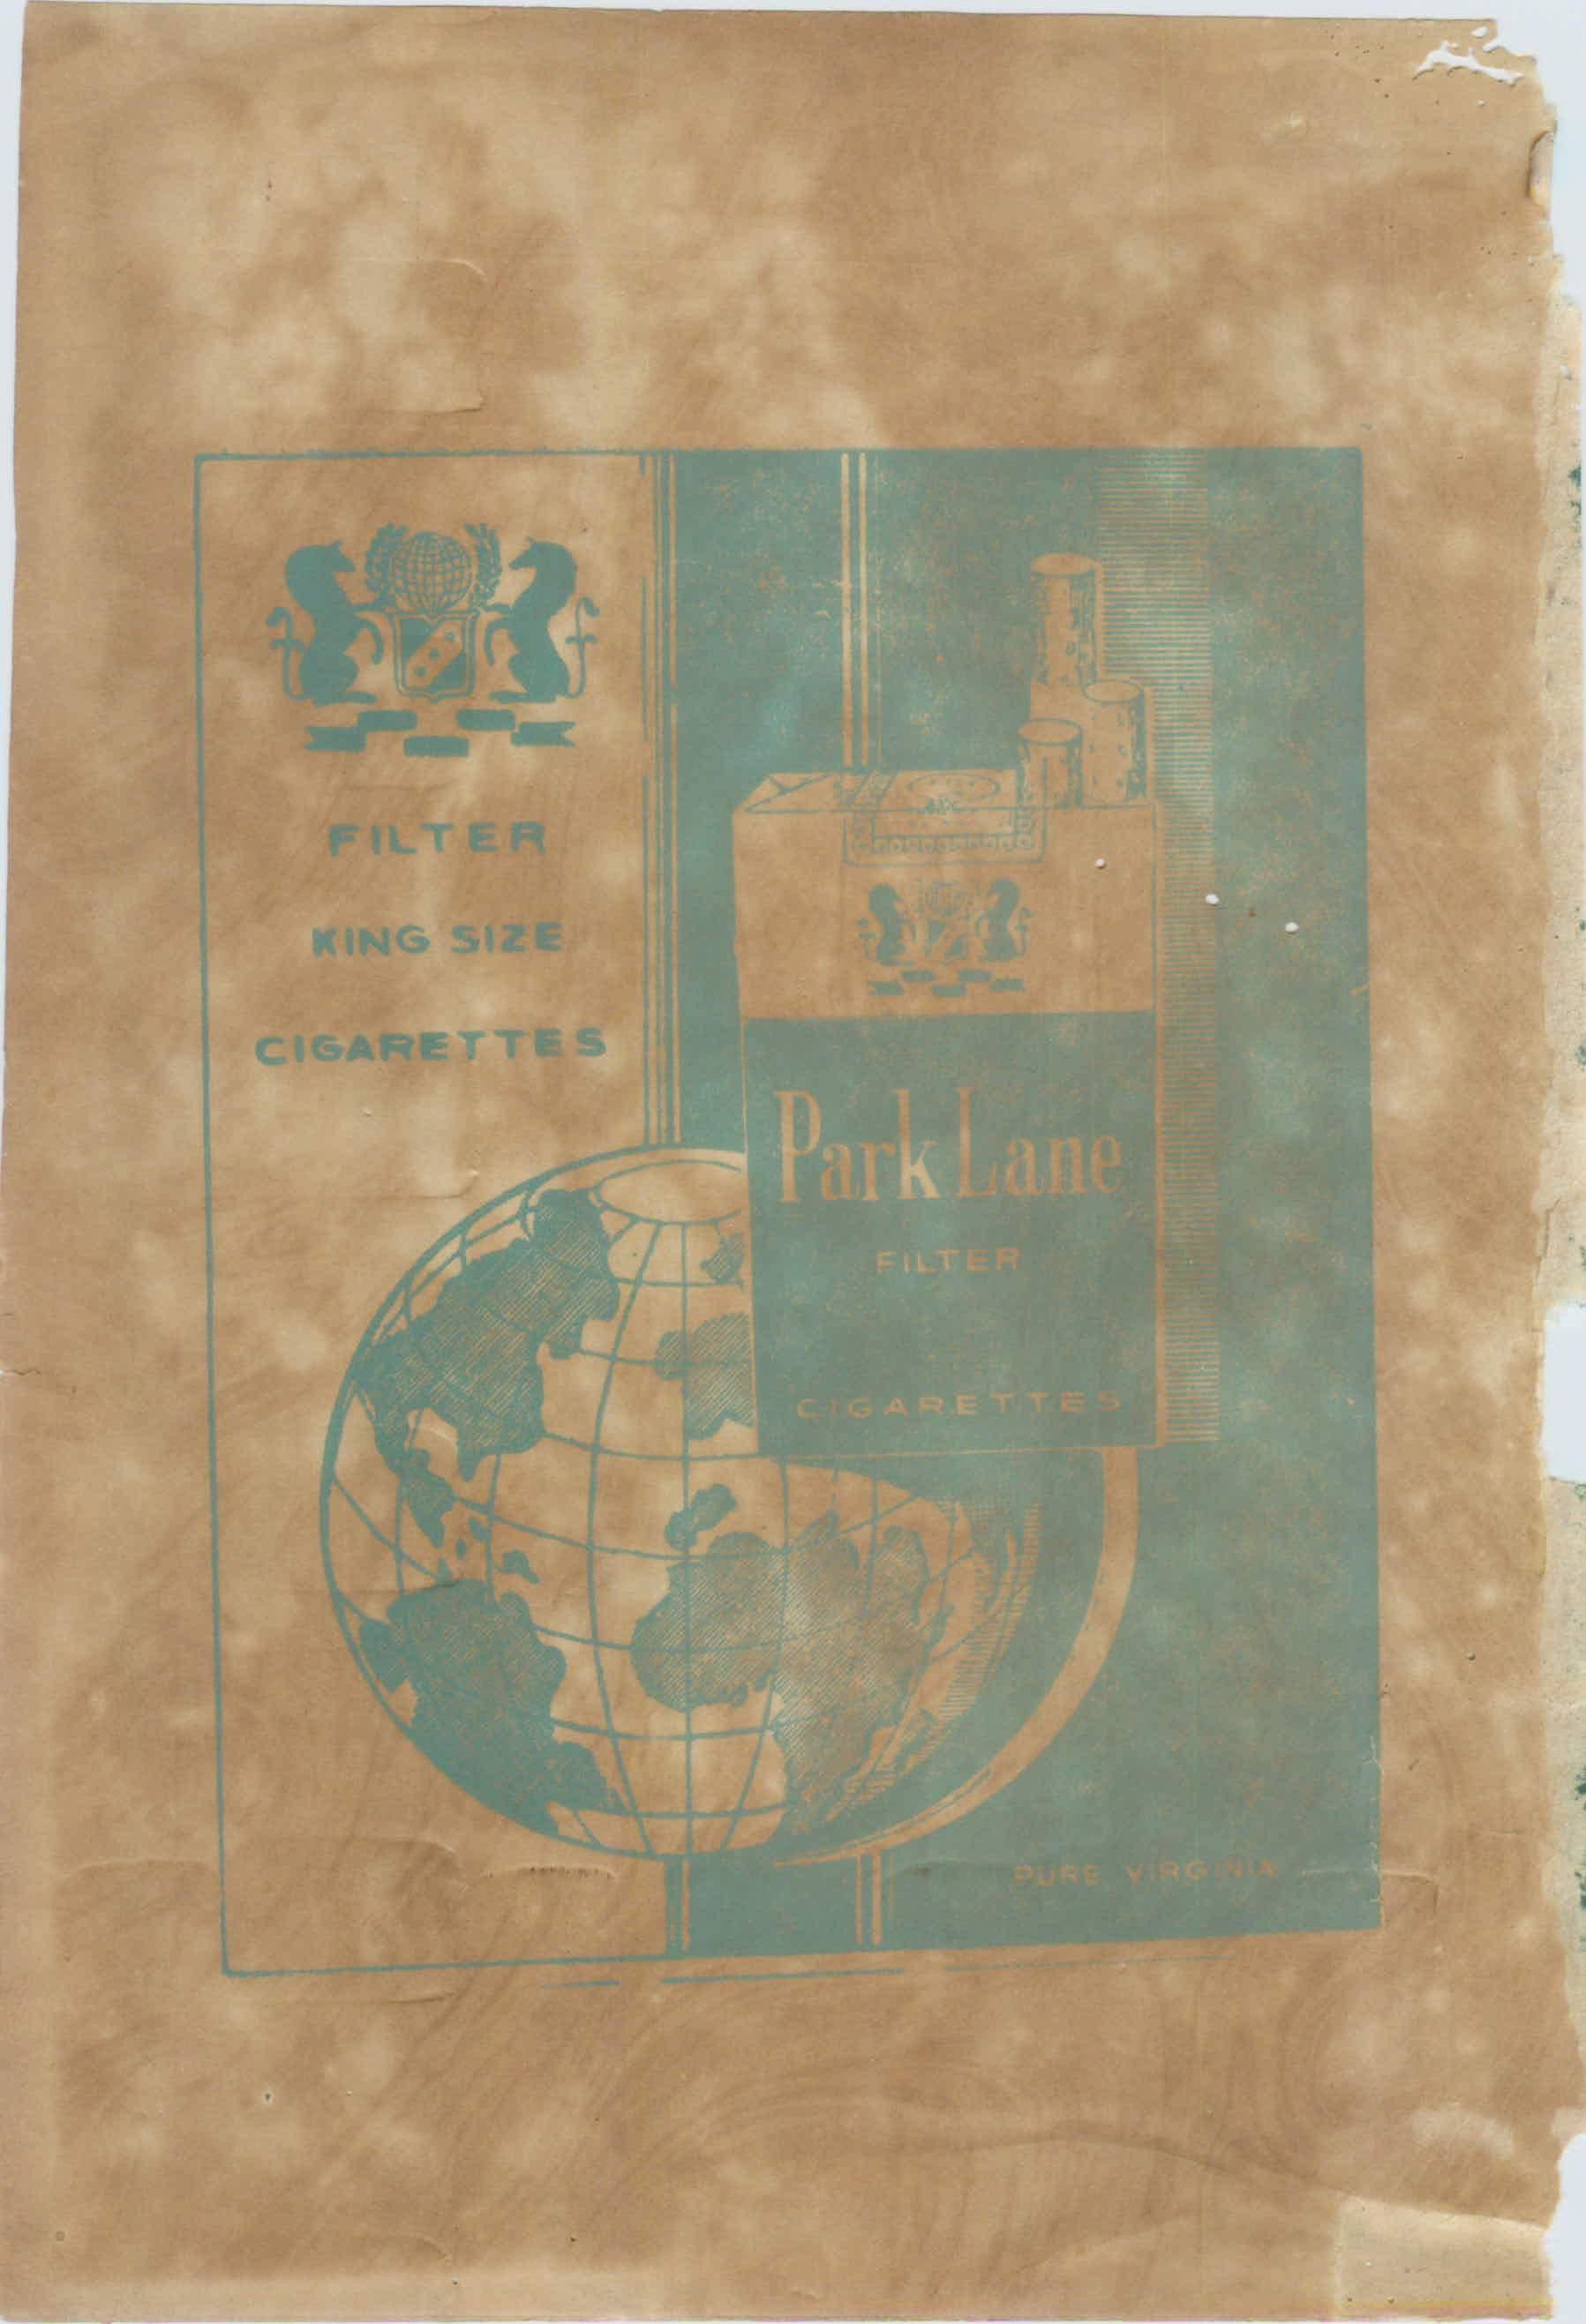 FILTER
KING SIZE
CIGARETTES
Park Lane
FILTER
CIGARETTES
PURE VIRGINIA